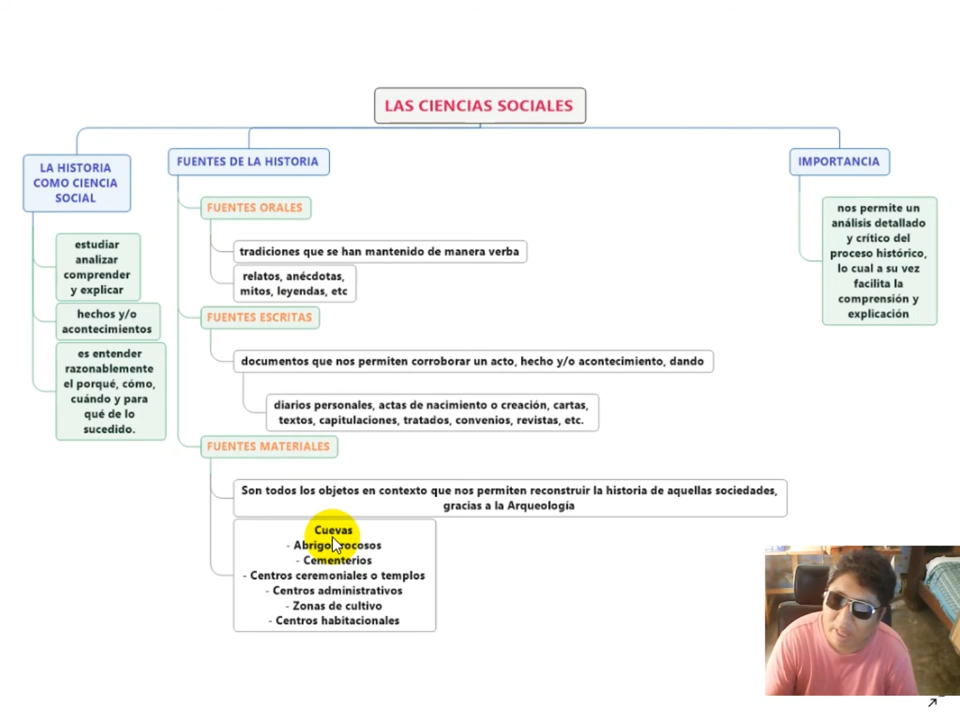 LAS CIENCIAS SOCIALES
LA HISTORIA
COMO CIENCIA
SOCIAL
estudiar
analizar
comprender
y explicar
hechos y/o
acontecimientos
es entender
razonablemente
el porqué, cómo,
cuándo y para
qué de lo
sucedido.
FUENTES DE LA HISTORIA
FUENTES ORALES
tradiciones que se han mantenido de manera verba
relatos, anécdotas,
mitos, leyendas, etc
FUENTES ESCRITAS
documentos que nos permiten corroborar un acto, hecho y/o acontecimiento, dando
diarios personales, actas de nacimiento o creación, cartas,
textos, capitulaciones, tratados, convenios, revistas, etc.
FUENTES MATERIALES
Son todos los objetos en contexto que nos permiten reconstruir la historia de aquellas sociedades,
gracias a la Arqueología
Cuevas
- Abrigos rocosos
- Cementerios
- Centros ceremoniales o templos
- Centros administrativos
- Zonas de cultivo
- Centros habitacionales
IMPORTANCIA
nos permite un
análisis detallado
y crítico del
proceso histórico,
lo cual a su vez
facilita la
comprensión y
explicación